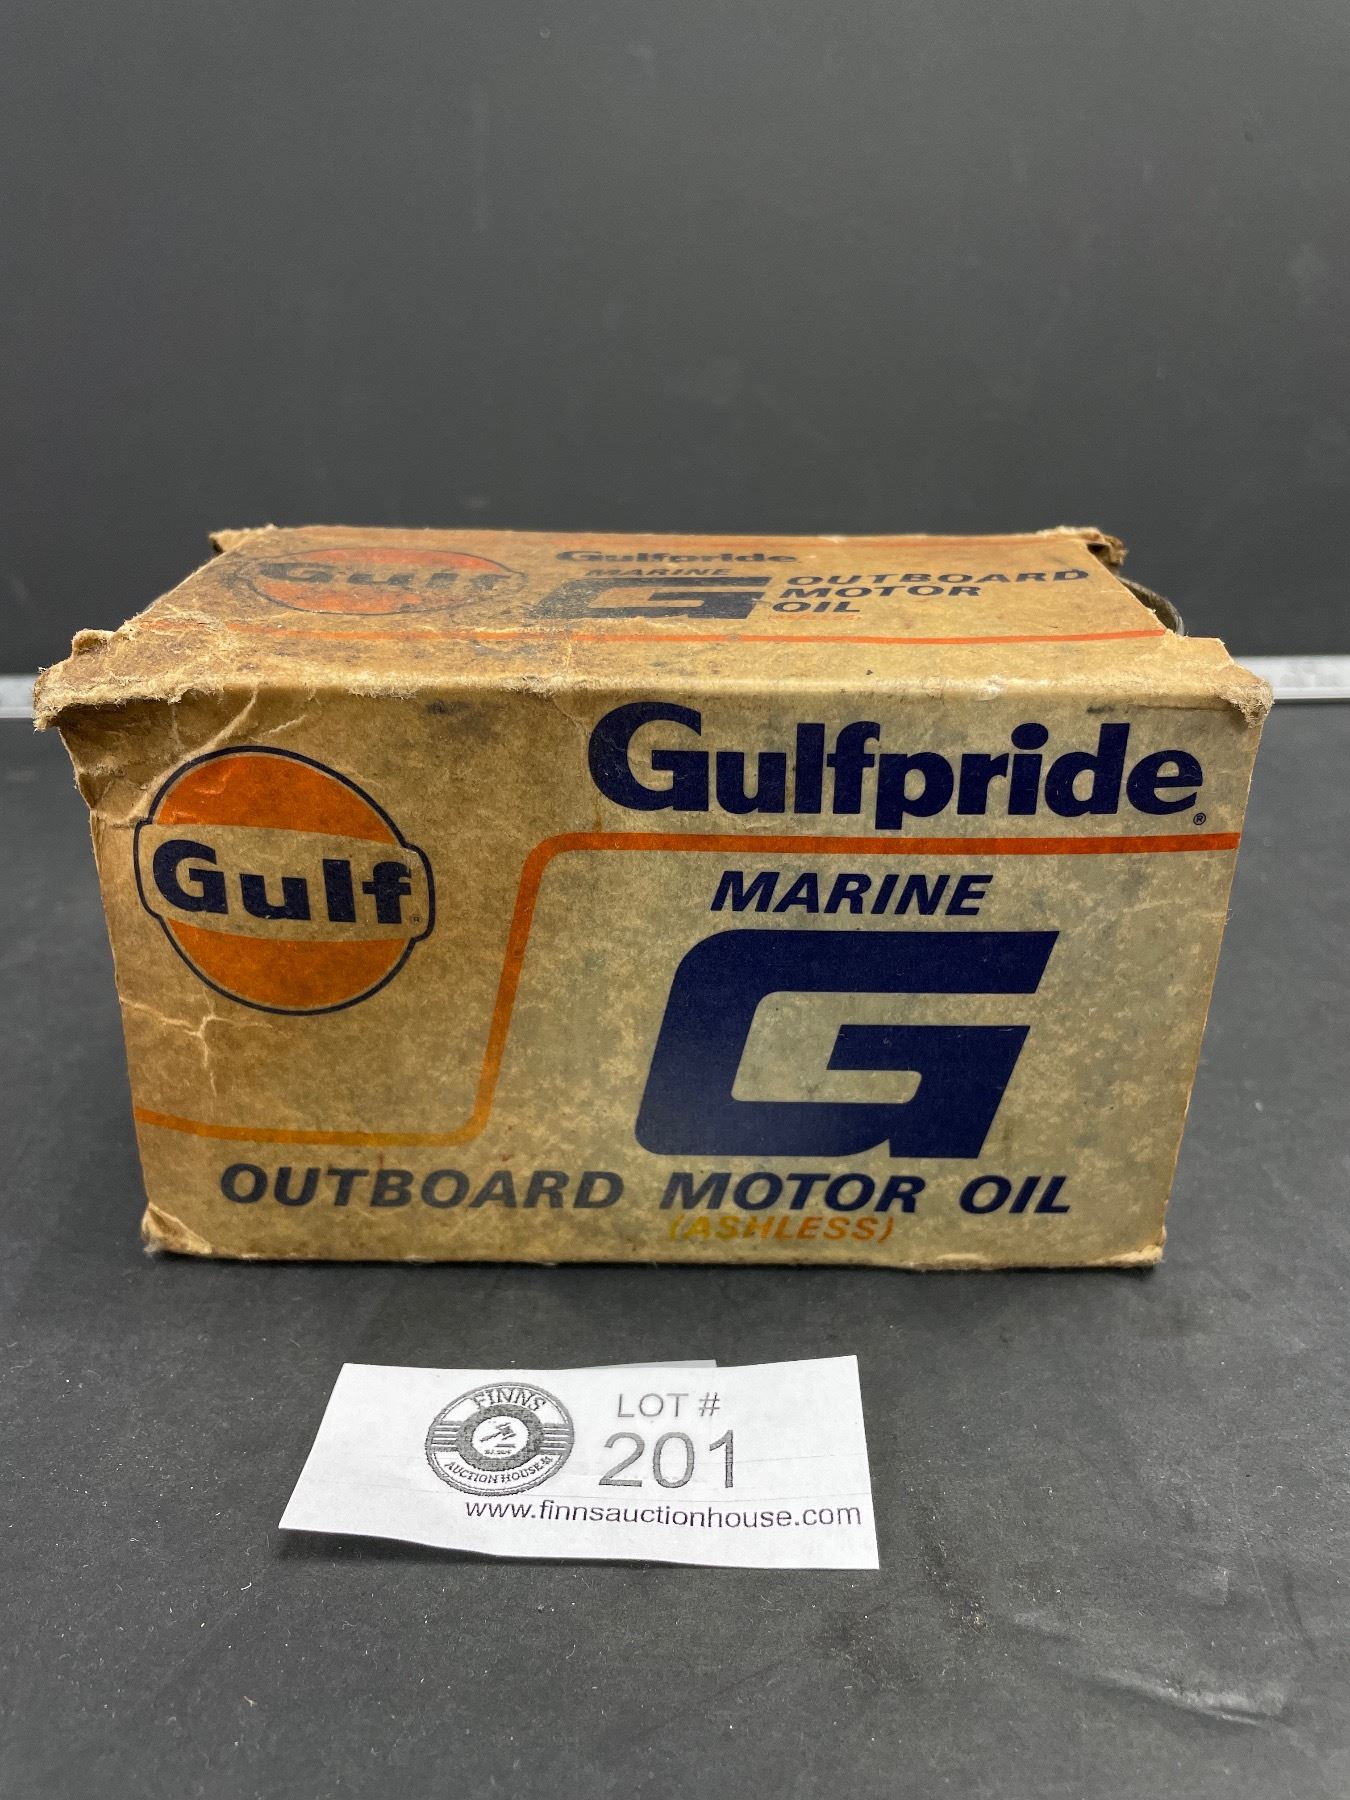 Gulfpride
Gulf
MARINE
G
OUTBOARD
MOTOR
OIL
(ASHLESS)
Gulfpride®
Gulf®
MARINE
G
OUTBOARD MOTOR OIL
(ASHLESS)
FINNS
AUCTION HOUSE
LOT #
201
www.finnsauctionhouse.com